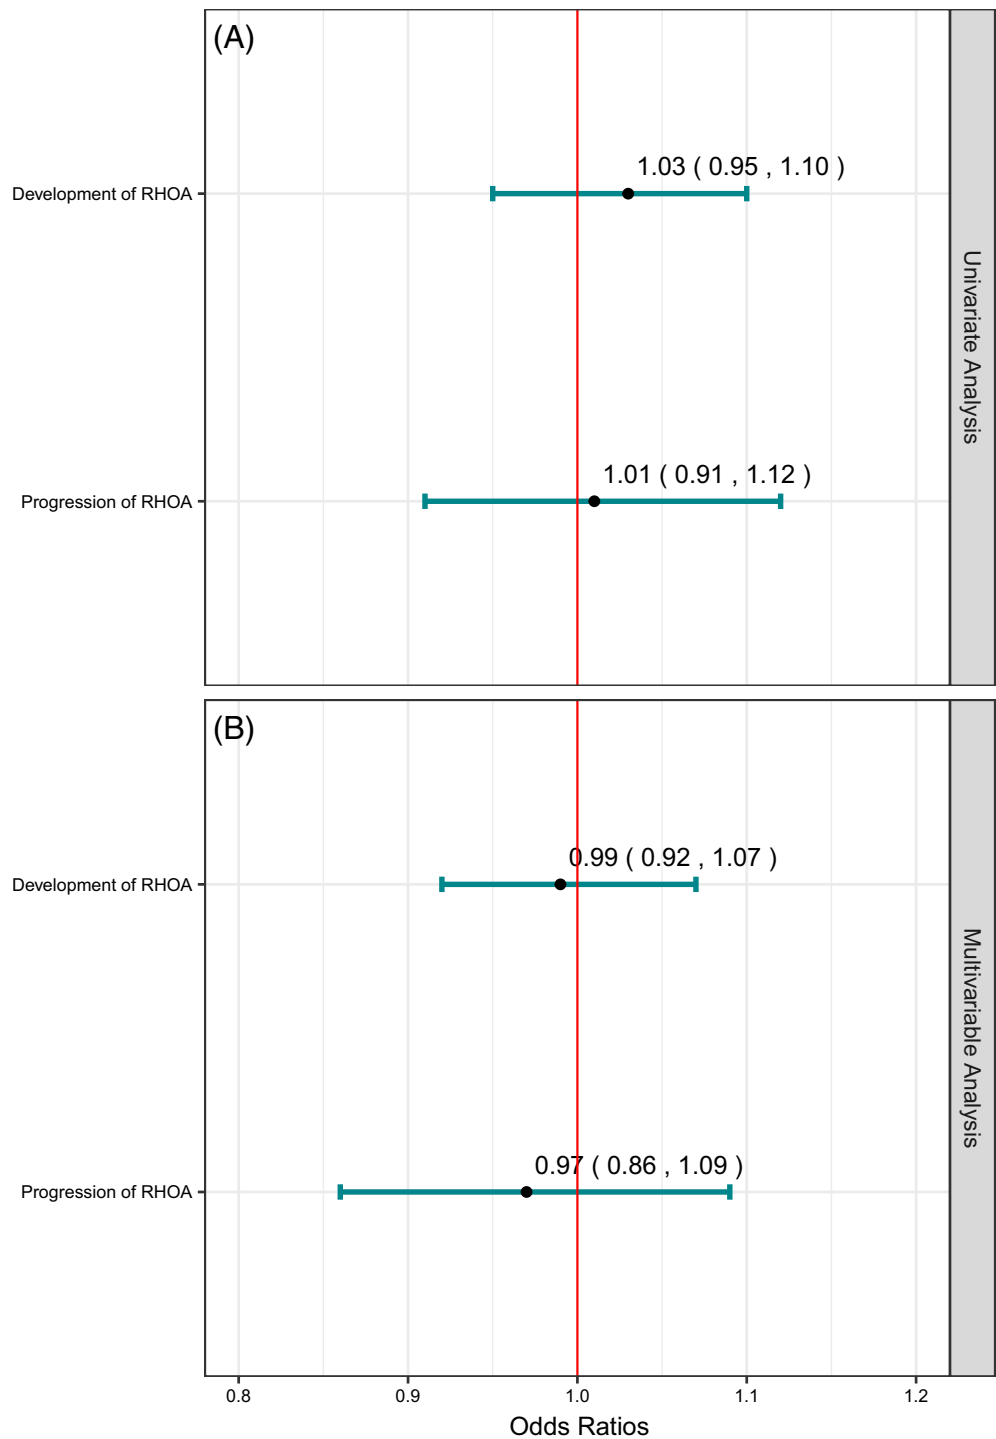 (A)
1.03 ( 0.95 , 1.10 )
Development of RHOA
1.01 ( 0.91 , 1.12 )
Progression of RHOA
Univariate Analysis
(B)
0.99 ( 0.92 , 1.07 )
Development of RHOA
0.97 ( 0.86 , 1.09 )
Progression of RHOA
Multivariable Analysis
0.8 0.9 1.0 1.1 1.2
Odds Ratios